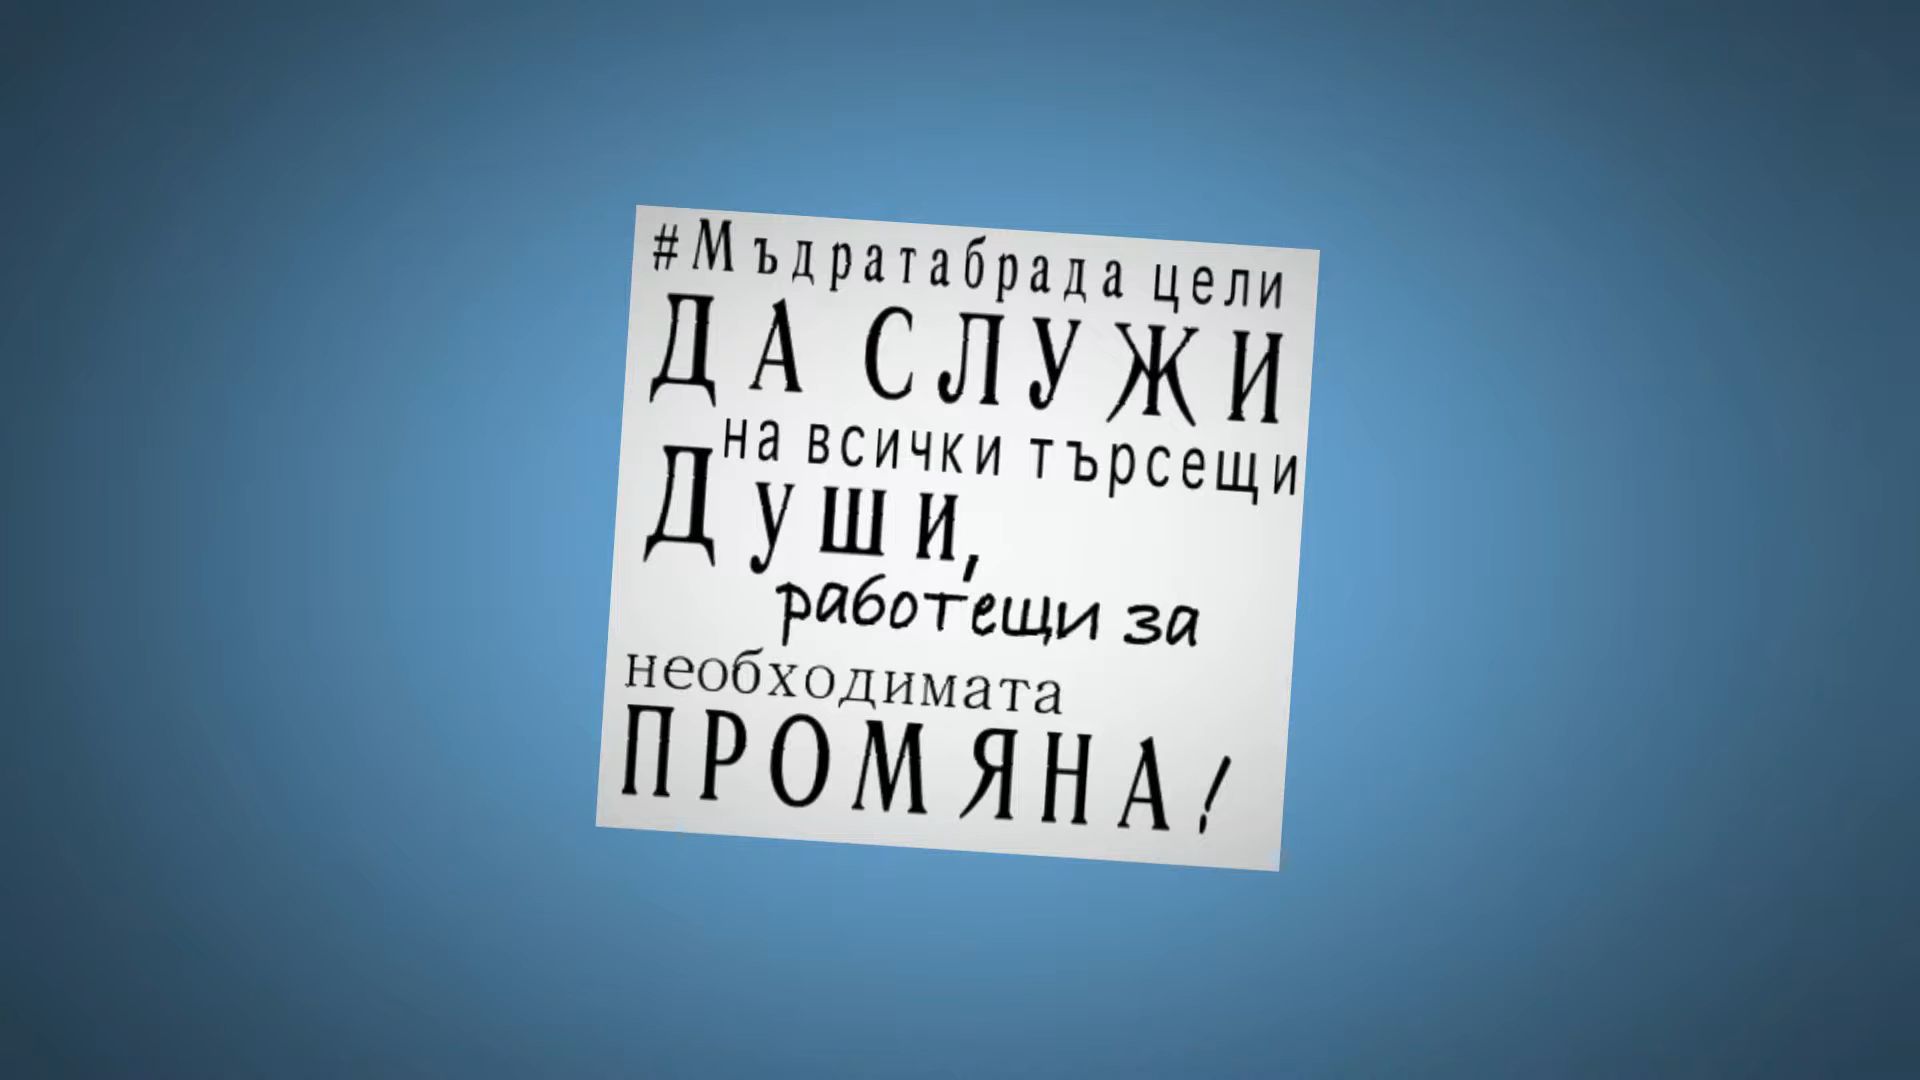 #Мъдратабрада цели
ДА СЛУЖИ
на всички търсещи
Души,
работещи за
необходимата
ПРОМЯНА!